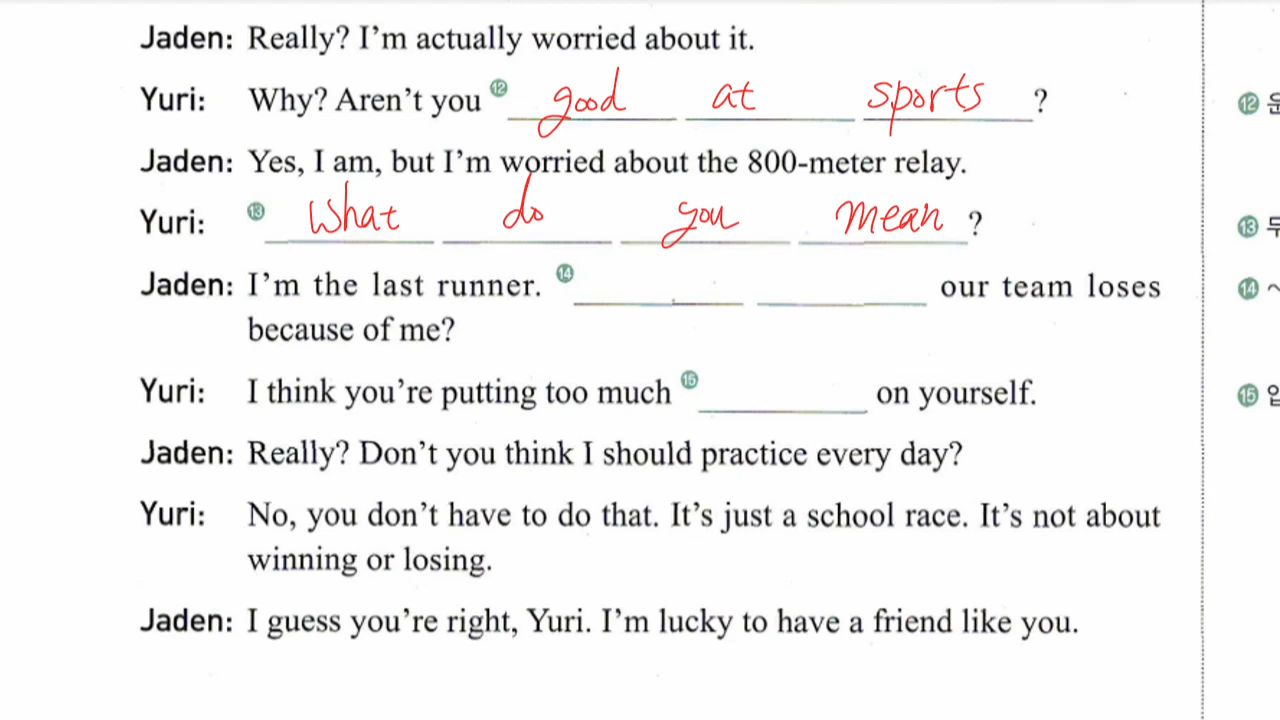 Jaden: Really? I'm actually worried about it.
Yuri: Why? Aren't you ⑫ good at sports ?
⑫ 운
Jaden: Yes, I am, but I'm worried about the 800-meter relay.
Yuri: ⑬ What do you mean ?
⑬
Jaden: I'm the last runner. ⑭ ____ ____ our team loses
⑭ ~
because of me?
Yuri: I think you're putting too much ⑮ ____ on yourself.
⑮
Jaden: Really? Don't you think I should practice every day?
Yuri: No, you don't have to do that. It's just a school race. It's not about
winning or losing.
Jaden: I guess you're right, Yuri. I'm lucky to have a friend like you.